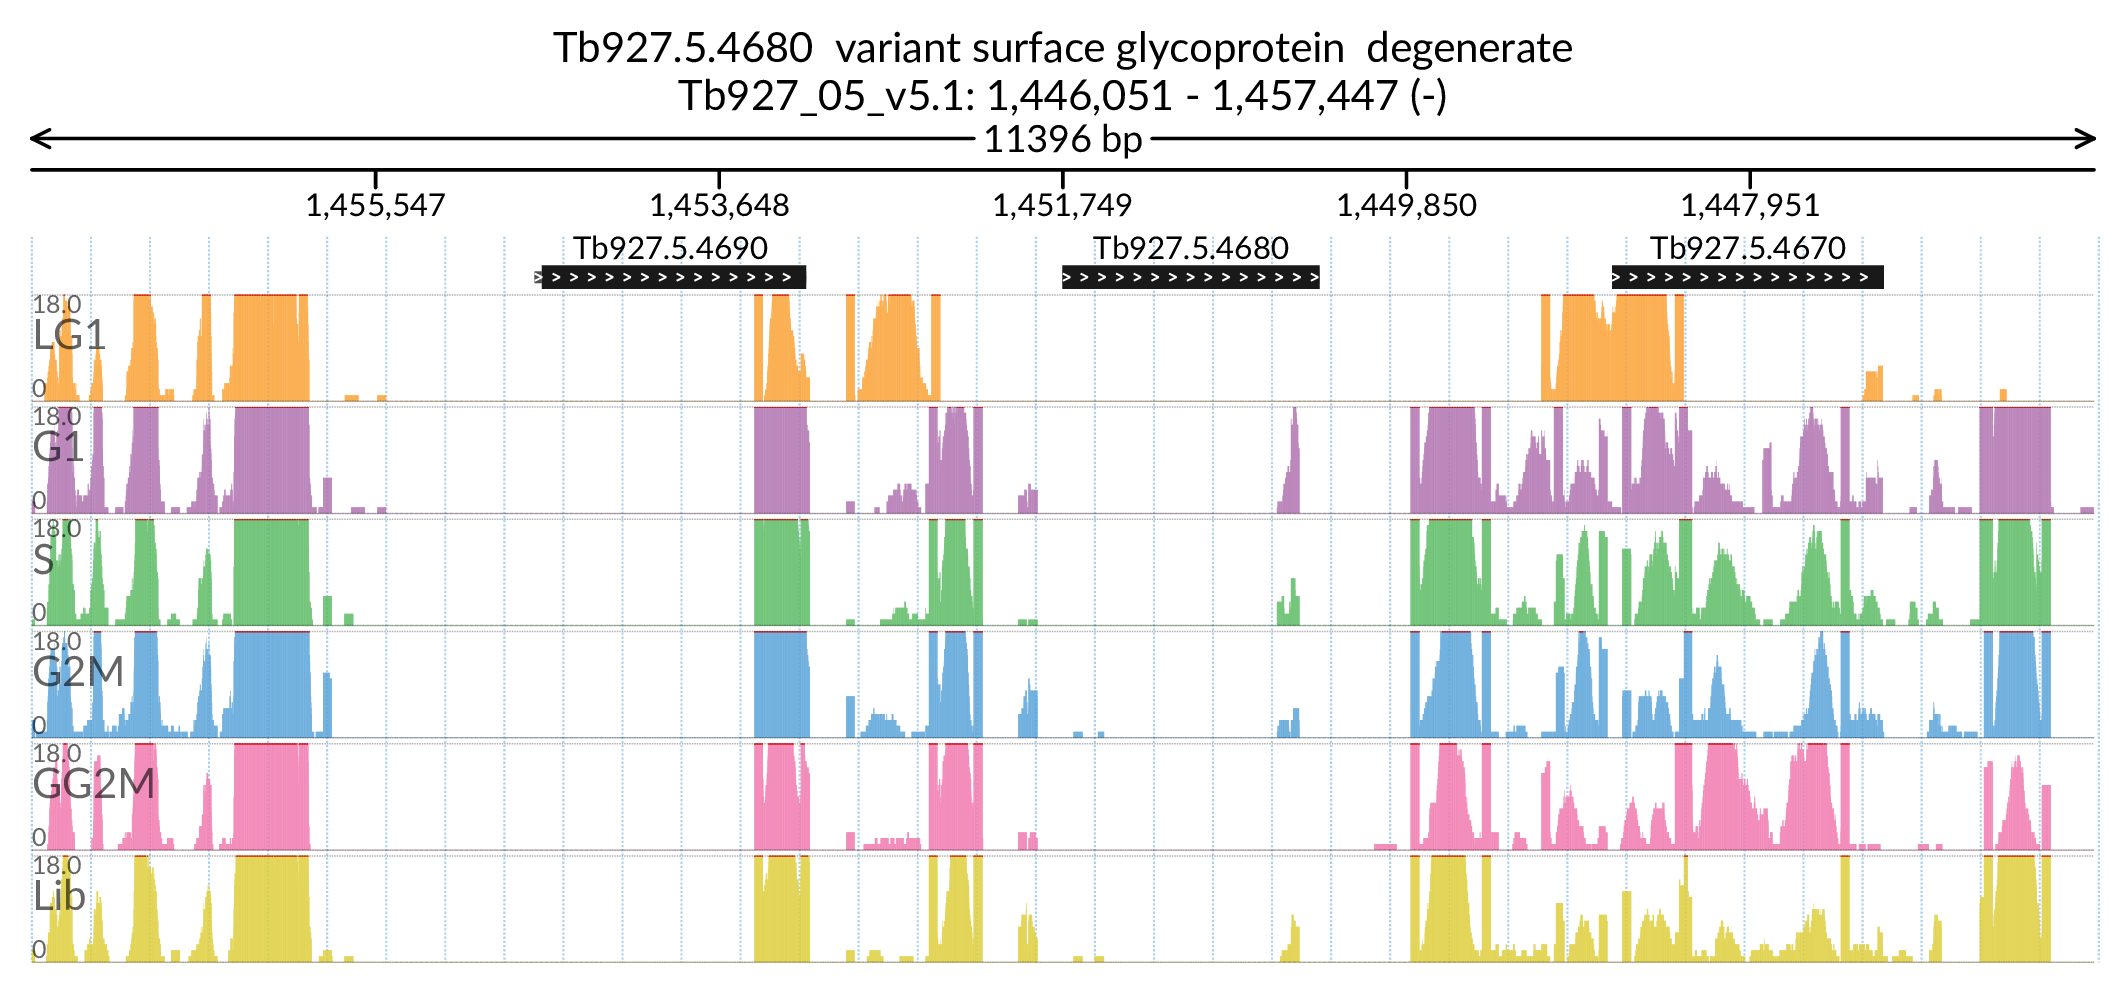 Tb927.5.4680 variant surface glycoprotein degenerate
Tb927_05_v5.1: 1,446,051 - 1,457,447 (-)
11396 bp
1,455,547 1,453,648 1,451,749 1,449,850 1,447,951
Tb927.5.4690 Tb927.5.4680 Tb927.5.4670
18.0
LG1
0
18.0
G1
0
18.0
S
0
18.0
G2M
0
18.0
GG2M
0
18.0
Lib
0